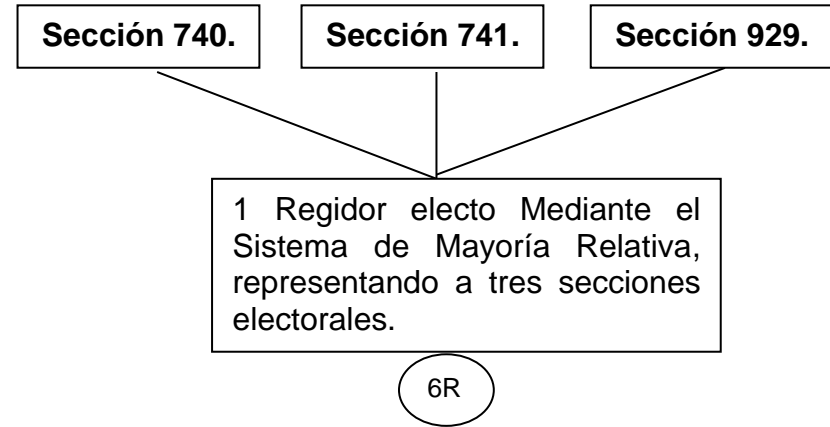 Sección 740.
Sección 741.
Sección 929.
1 Regidor electo Mediante el
Sistema de Mayoría Relativa,
representando a tres secciones
electorales.
6R